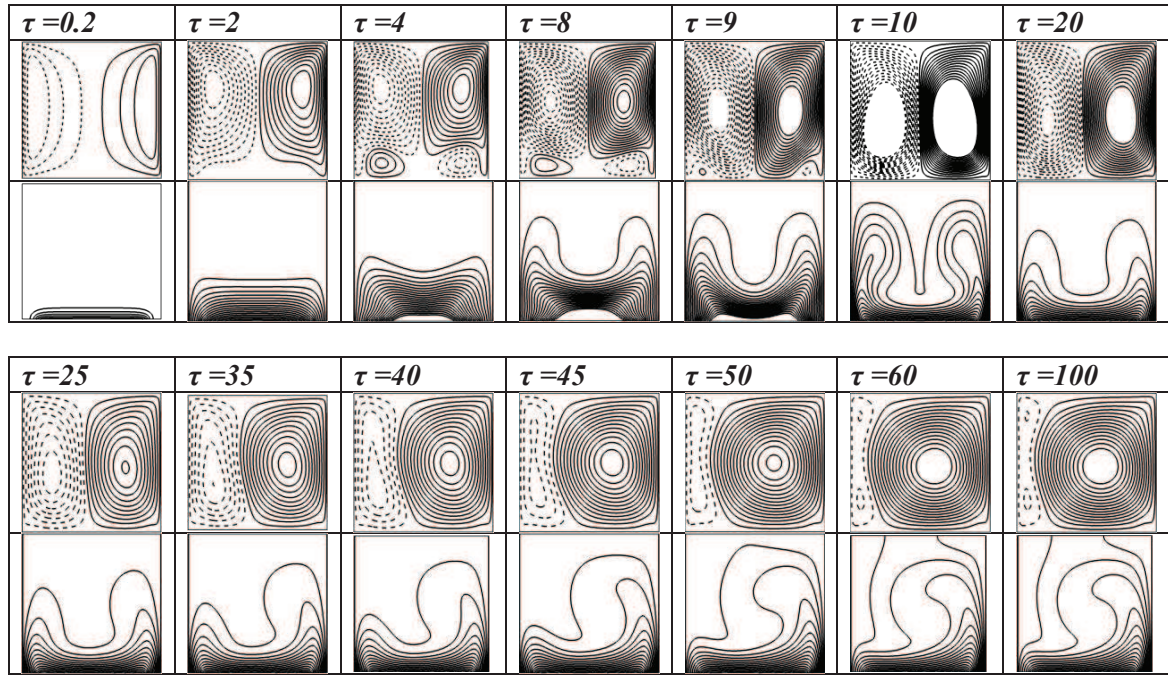 τ =0.2 τ =2 τ =4 τ =8 τ =9 τ =10 τ =20
τ =25 τ =35 τ =40 τ =45 τ =50 τ =60 τ =100